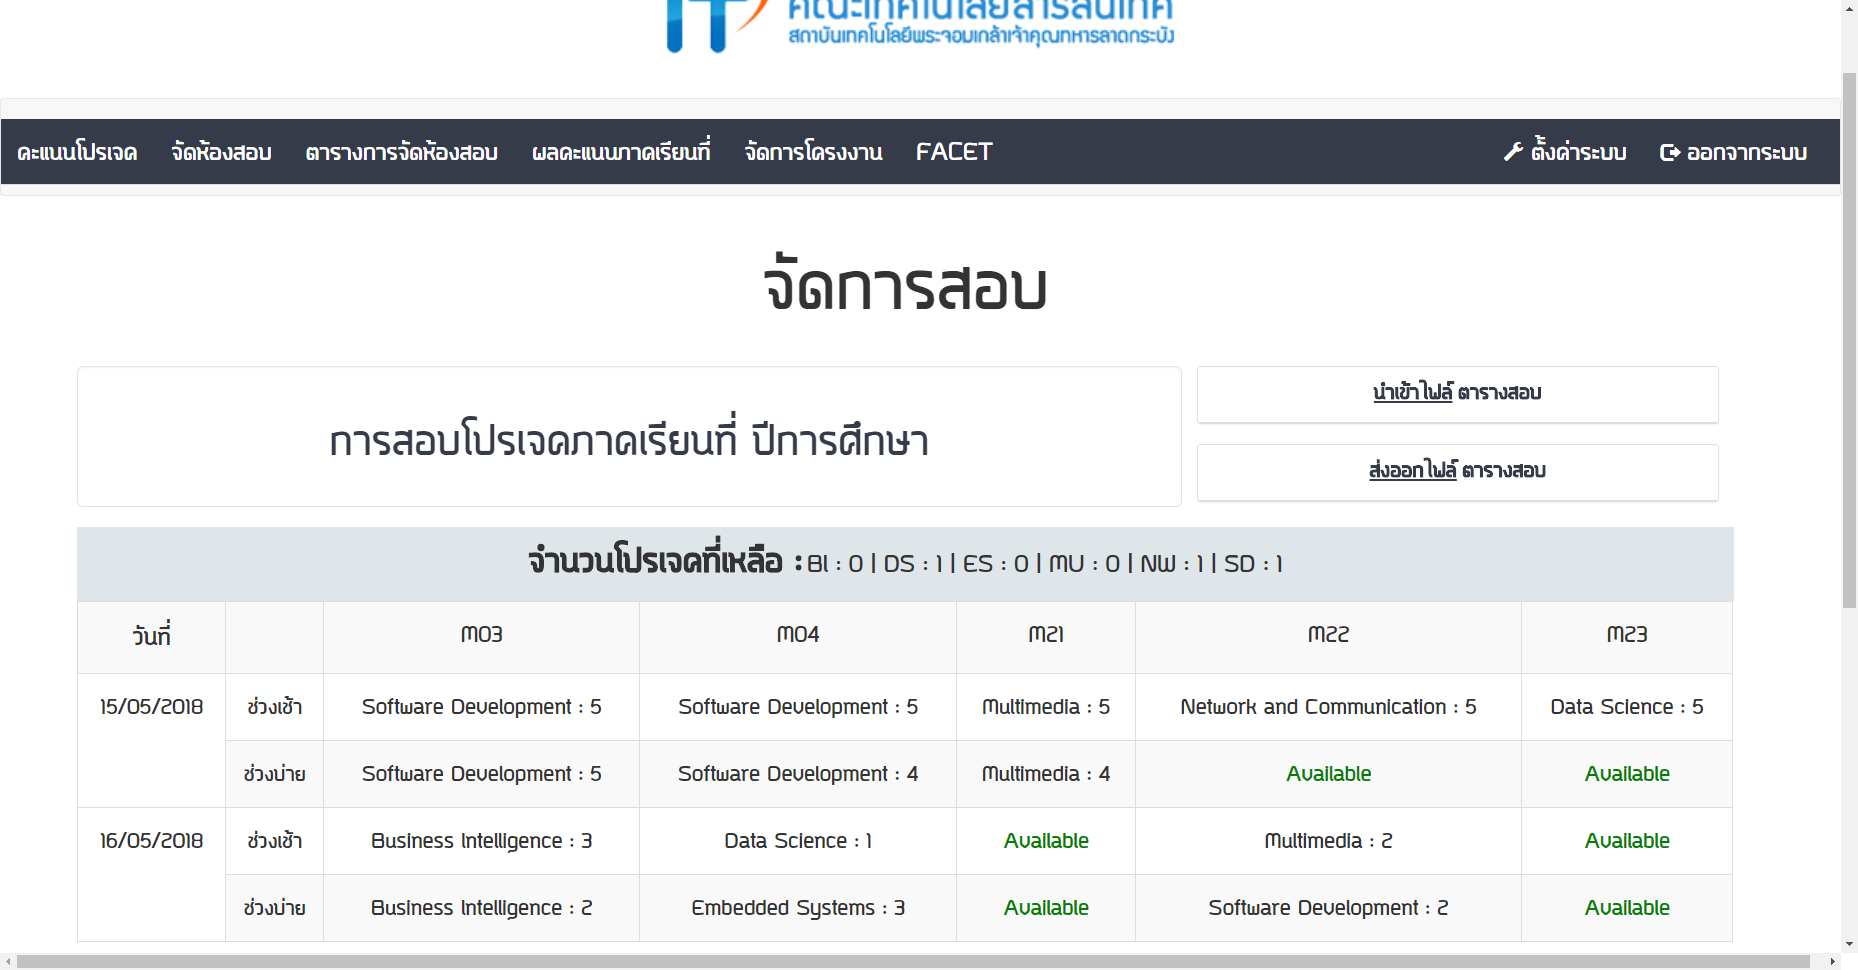 คณะเทคโนโลยีสารสนเทศ
สถาบันเทคโนโลยีพระจอมเกล้าเจ้าคุณทหารลาดกระบัง
คะแนนโปรเจค จัดห้องสอบ ตารางการจัดห้องสอบ ผลคะแนนภาคเรียนที่ จัดการโครงงาน FACET ตั้งค่าระบบ ออกจากระบบ
จัดการสอบ
การสอบโปรเจคภาคเรียนที่ ปีการศึกษา
นำเข้าไฟล์ ตารางสอบ
ส่งออกไฟล์ ตารางสอบ
จำนวนโปรเจคที่เหลือ : BI : 0 | DS : 1 | ES : 0 | MU : 0 | NW : 1 | SD : 1
วันที่ M03 M04 M21 M22 M23
15/05/2018 ช่วงเช้า Software Development : 5 Software Development : 5 Multimedia : 5 Network and Communication : 5 Data Science : 5
ช่วงบ่าย Software Development : 5 Software Development : 4 Multimedia : 4 Available Available
16/05/2018 ช่วงเช้า Business Intelligence : 3 Data Science : 1 Available Multimedia : 2 Available
ช่วงบ่าย Business Intelligence : 2 Embedded Systems : 3 Available Software Development : 2 Available